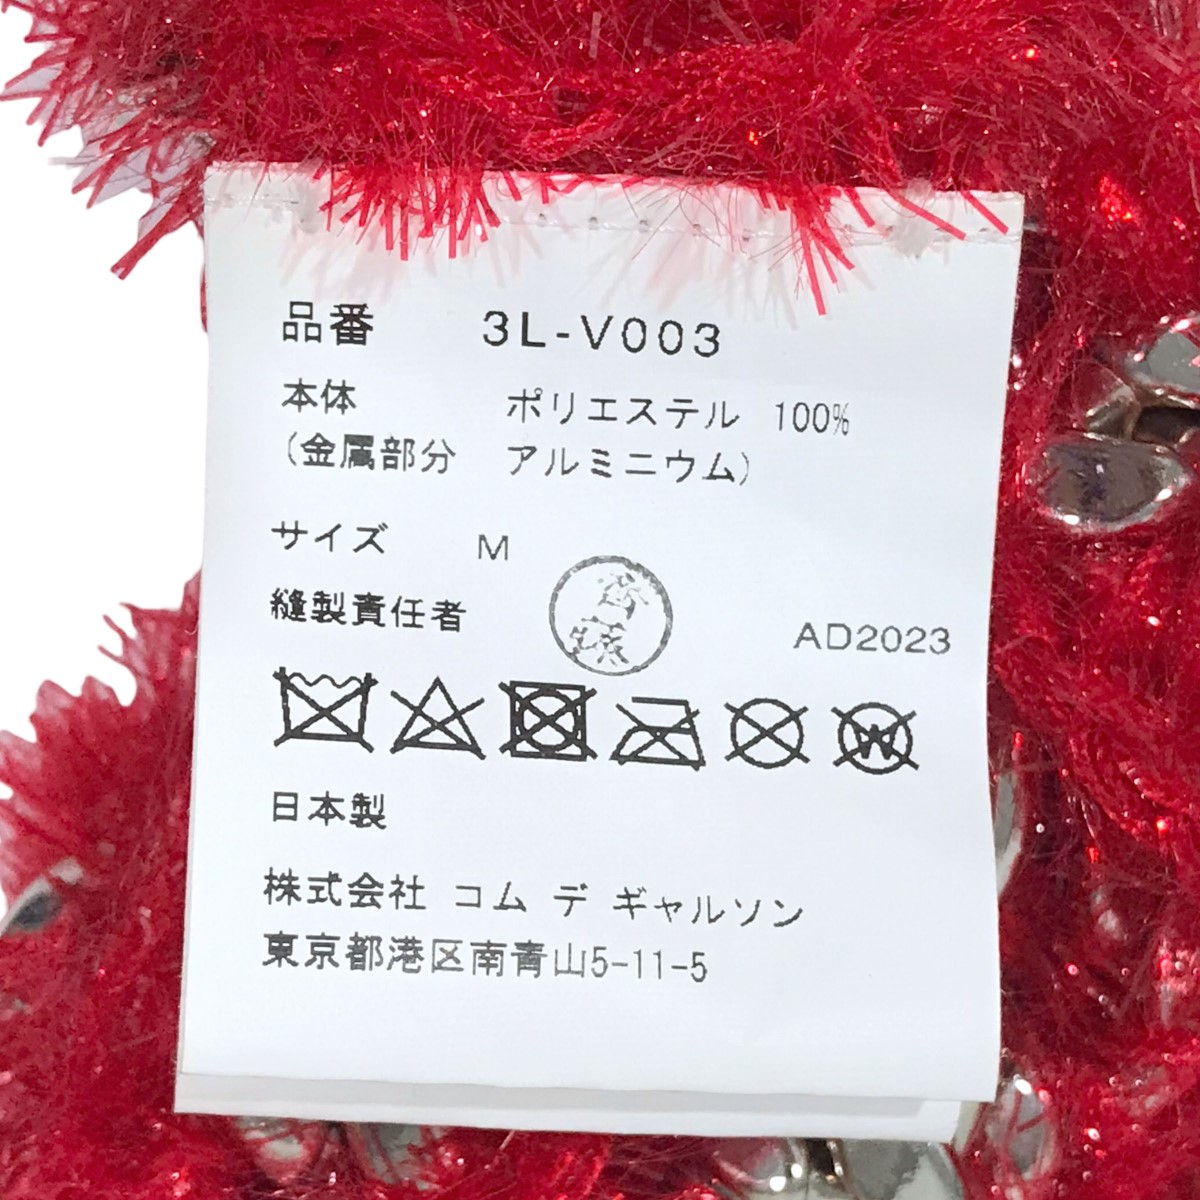 品番 3L-V003
本体 ポリエステル 100%
(金属部分 アルミニウム)
サイズ M
縫製責任者
AD2023
日本製
株式会社 コム デ ギャルソン
東京都港区南青山5-11-5